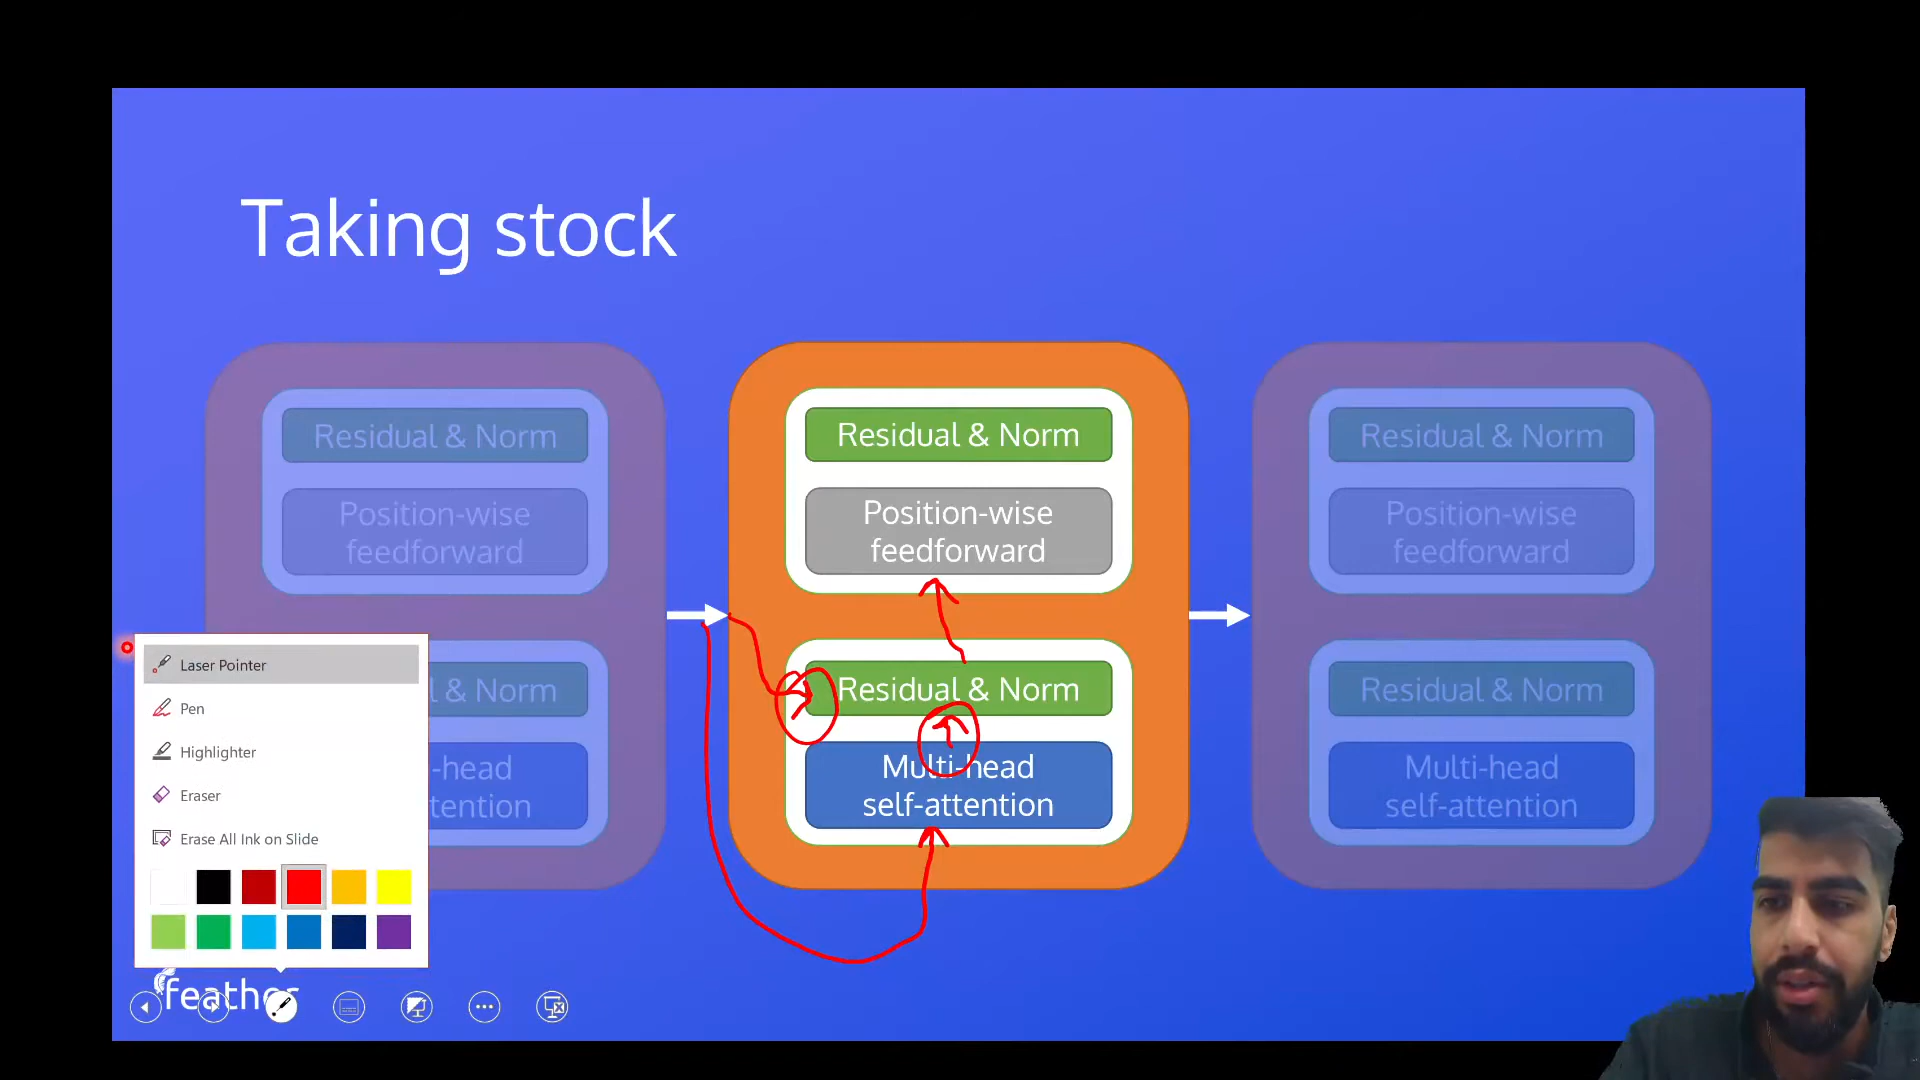 Taking stock
Residual & Norm
Position-wise
feedforward
l & Norm
-head
tention
Residual & Norm
Position-wise
feedforward
Residual & Norm
Multi-head
self-attention
Residual & Norm
Position-wise
feedforward
Residual & Norm
Multi-head
self-attention
Laser Pointer
Pen
Highlighter
Eraser
Erase All Ink on Slide
feather